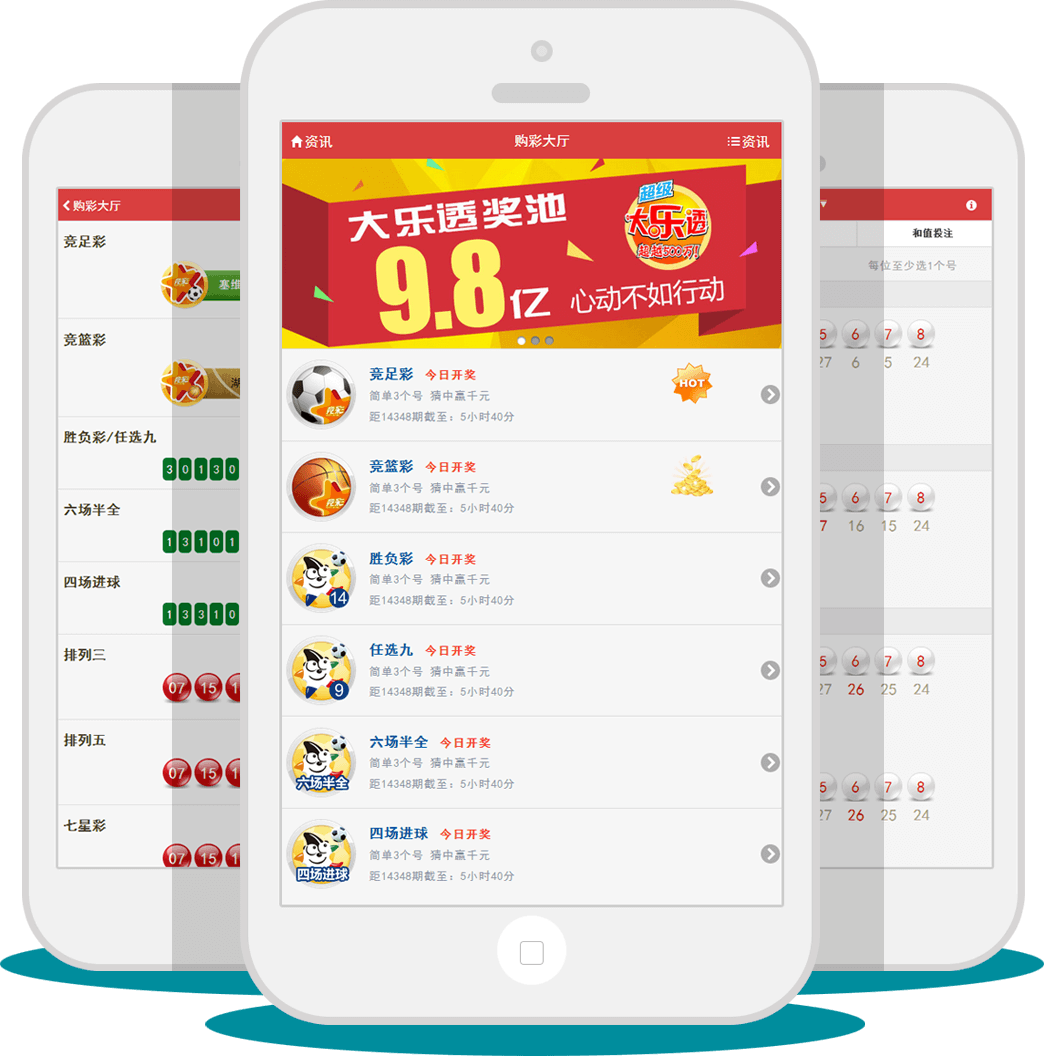 购彩大厅
竞足彩
竞彩
塞维
竞篮彩
竞彩
湖
胜负彩/任选九
3 0 1 3 0
六场半全
1 3 1 0 1
四场进球
1 3 3 1 0
排列三
07 15 1
排列五
07 15 1
七星彩
07 15 1
资讯 购彩大厅 资讯
大乐透奖池
9.8亿 心动不如行动
超级
大乐透
超越500万!
竞足彩 今日开奖
简单3个号 猜中赢千元
距14348期截至：5小时40分
HOT
竞彩
竞篮彩 今日开奖
简单3个号 猜中赢千元
距14348期截至：5小时40分
竞彩
胜负彩 今日开奖
简单3个号 猜中赢千元
距14348期截至：5小时40分
14
任选九 今日开奖
简单3个号 猜中赢千元
距14348期截至：5小时40分
9
六场半全 今日开奖
简单3个号 猜中赢千元
距14348期截至：5小时40分
六场半全
四场进球 今日开奖
简单3个号 猜中赢千元
距14348期截至：5小时40分
四场进球
和值投注
每位至少选1个号
5 6 7 8
27 6 5 24
5 6 7 8
7 16 15 24
5 6 7 8
27 26 25 24
5 6 7 8
27 26 25 24